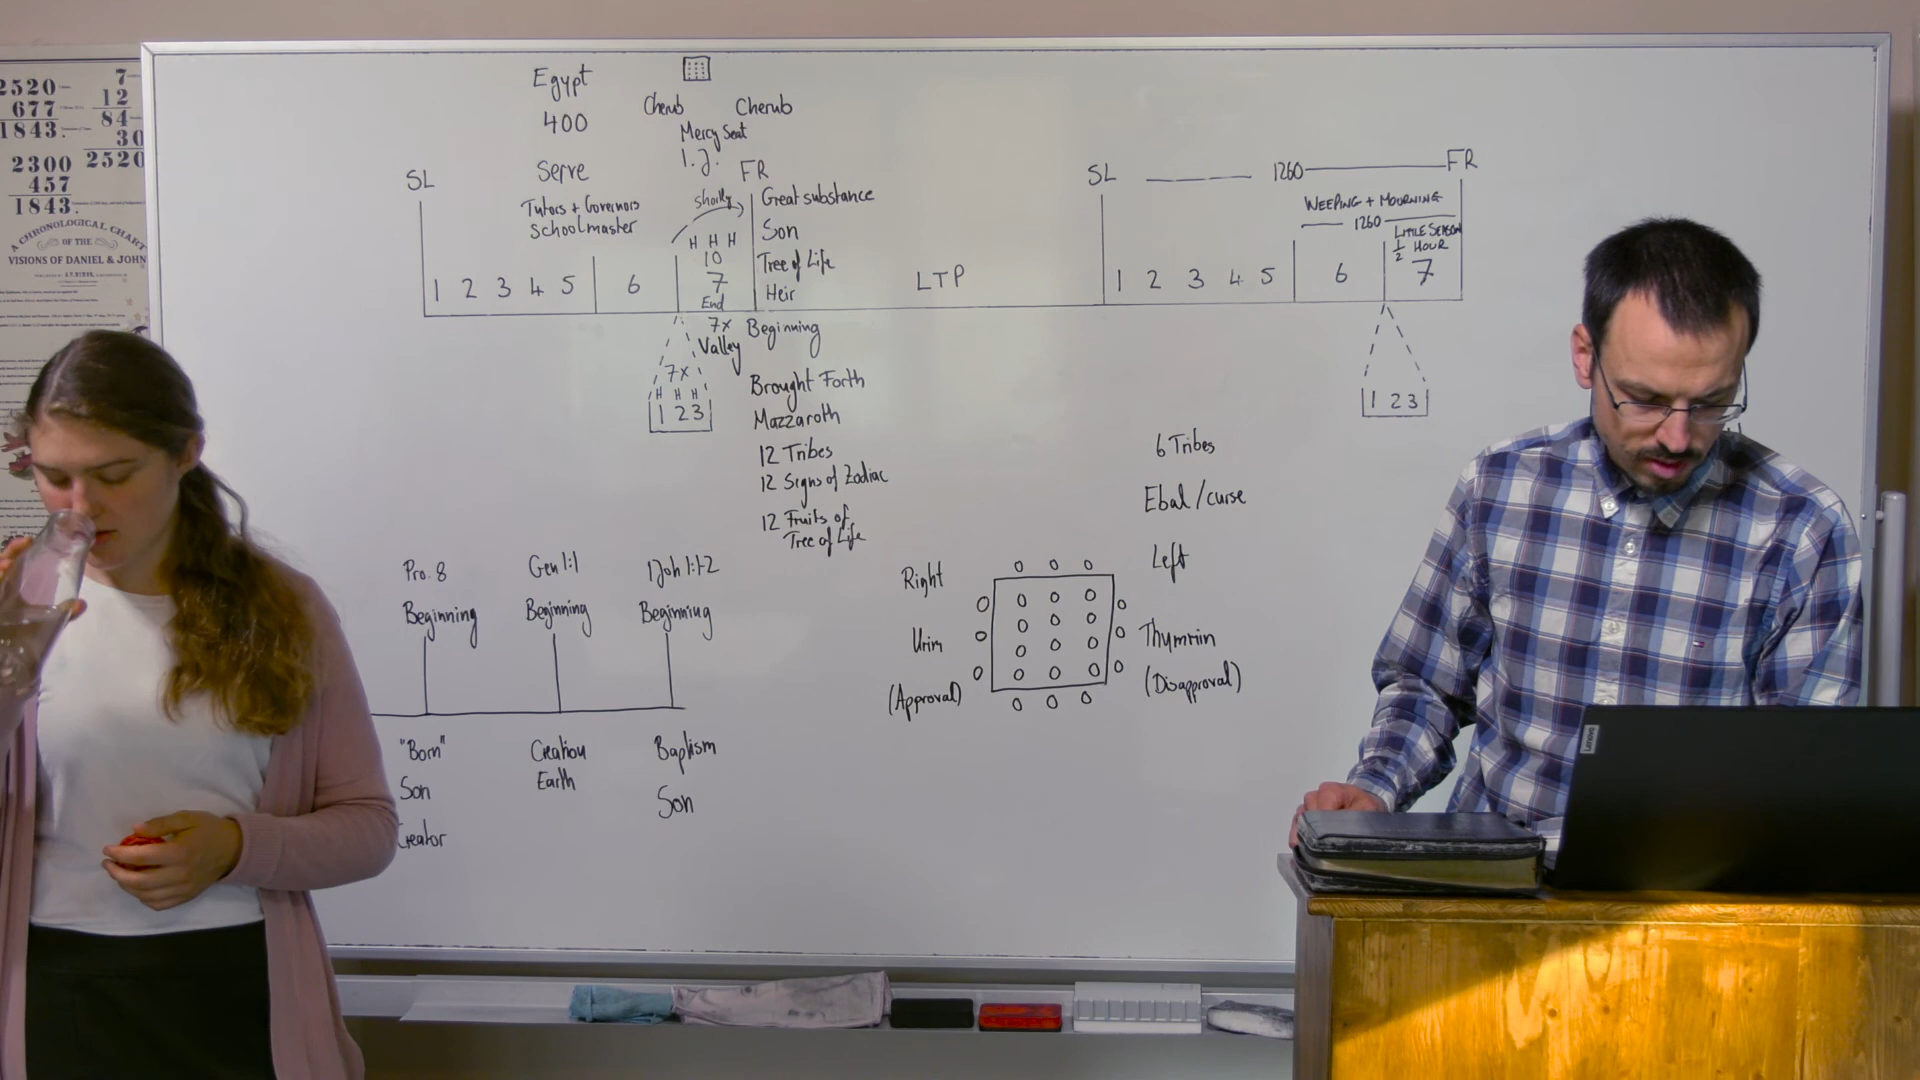 2520
677
1843.
2300
457
1843.
7
12
84
30
2520
A CHRONOLOGICAL CHART
OF THE
VISIONS OF DANIEL & JOHN
Egypt
400
Serve
Tutors + Governors
Schoolmaster
Cherub Cherub
Mercy Seat
1.J.
SL
FR
shortly
Great substance
Son
Tree of Life
Heir
H H H
10
7
End
1 2 3 4 5 6
7x
Valley
Beginning
7x
H H H
1 2 3
Brought Forth
Mazzaroth
12 Tribes
12 Signs of Zodiac
12 Fruits of
Tree of Life
LTP
SL 1260 FR
WEEPING + MOURNING
1260
LITTLE SEASON
1/2 HOUR
1 2 3 4 5 6 7
1 2 3
6 Tribes
Ebal/curse
Left
Thummin
(Disapproval)
Right
Urim
(Approval)
Pro. 8
Beginning
"Born"
Son
Creator
Gen 1:1
Beginning
Creation
Earth
1Joh 1:1-2
Beginning
Baptism
Son
Lenovo